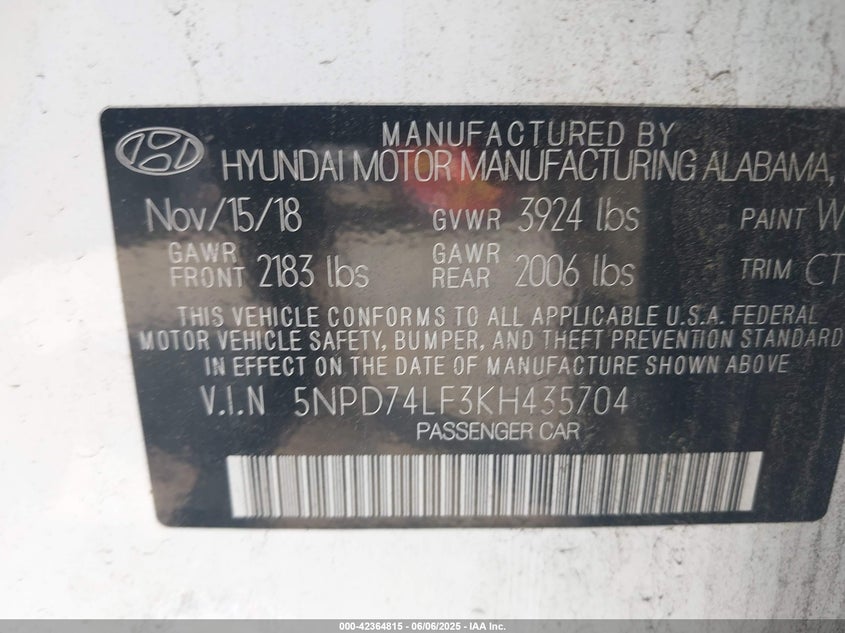 MANUFACTURED BY
HYUNDAI MOTOR MANUFACTURING ALABAMA,
Nov/15/18 GVWR 3924 lbs PAINT W
GAWR FRONT 2183 lbs GAWR REAR 2006 lbs TRIM CT
THIS VEHICLE CONFORMS TO ALL APPLICABLE U.S.A. FEDERAL
MOTOR VEHICLE SAFETY, BUMPER, AND THEFT PREVENTION STANDARD
IN EFFECT ON THE DATE OF MANUFACTURE SHOWN ABOVE
V.I.N 5NPD74LF3KH435704
PASSENGER CAR
000-42364815 - 06/06/2025 - IAA Inc.